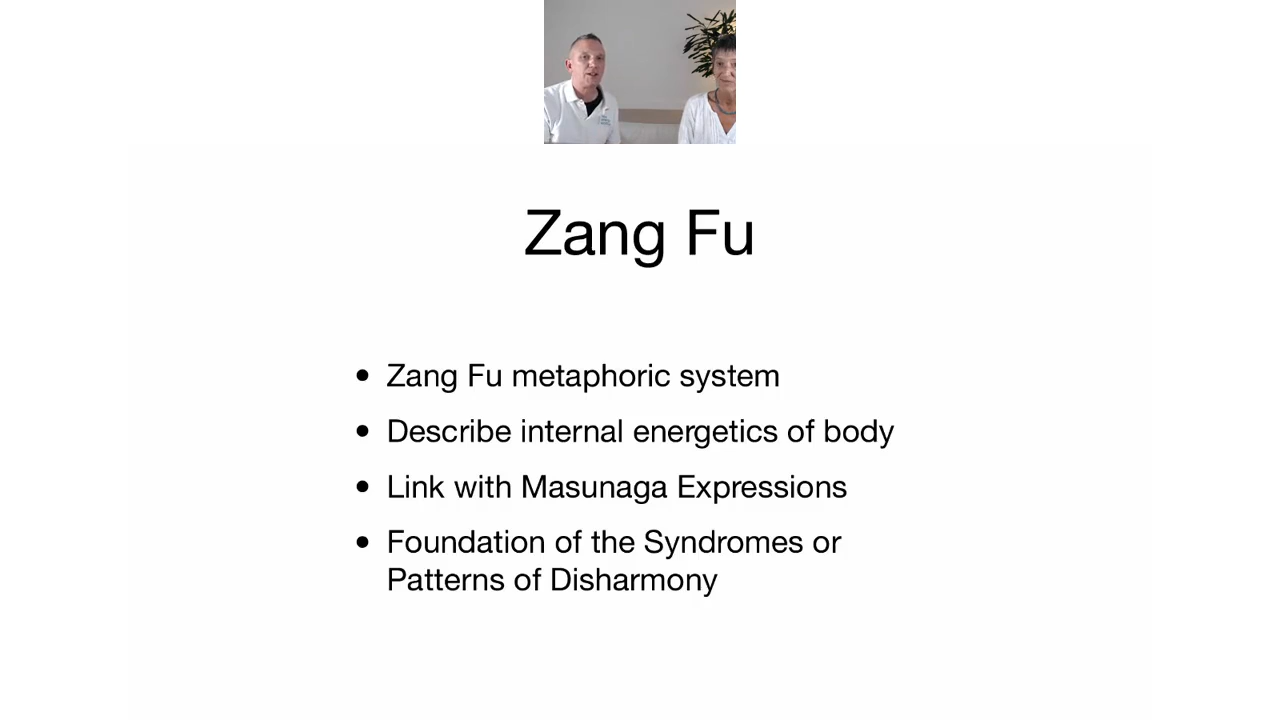 Zang Fu
• Zang Fu metaphoric system
• Describe internal energetics of body
• Link with Masunaga Expressions
• Foundation of the Syndromes or
Patterns of Disharmony